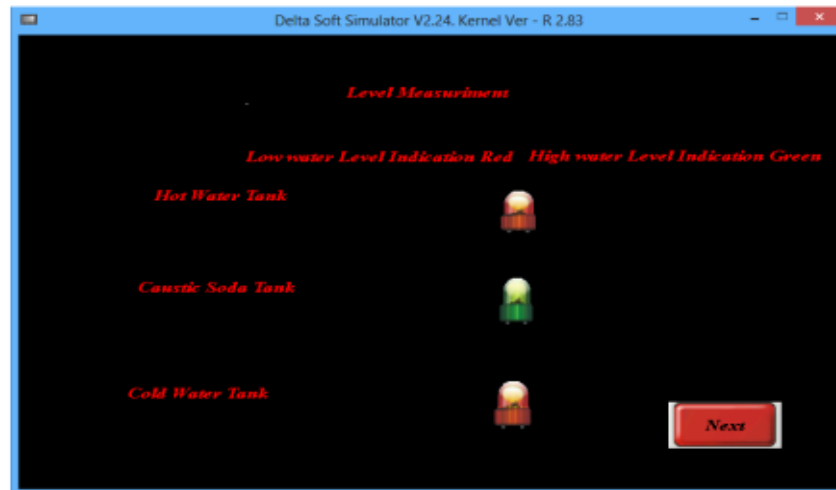 Delta Soft Simulator V2.24. Kernel Ver - R 2.83
Level Measuriment
Low water Level Indication Red High water Level Indication Green
Hot Water Tank
Caustic Soda Tank
Cold Water Tank
Next